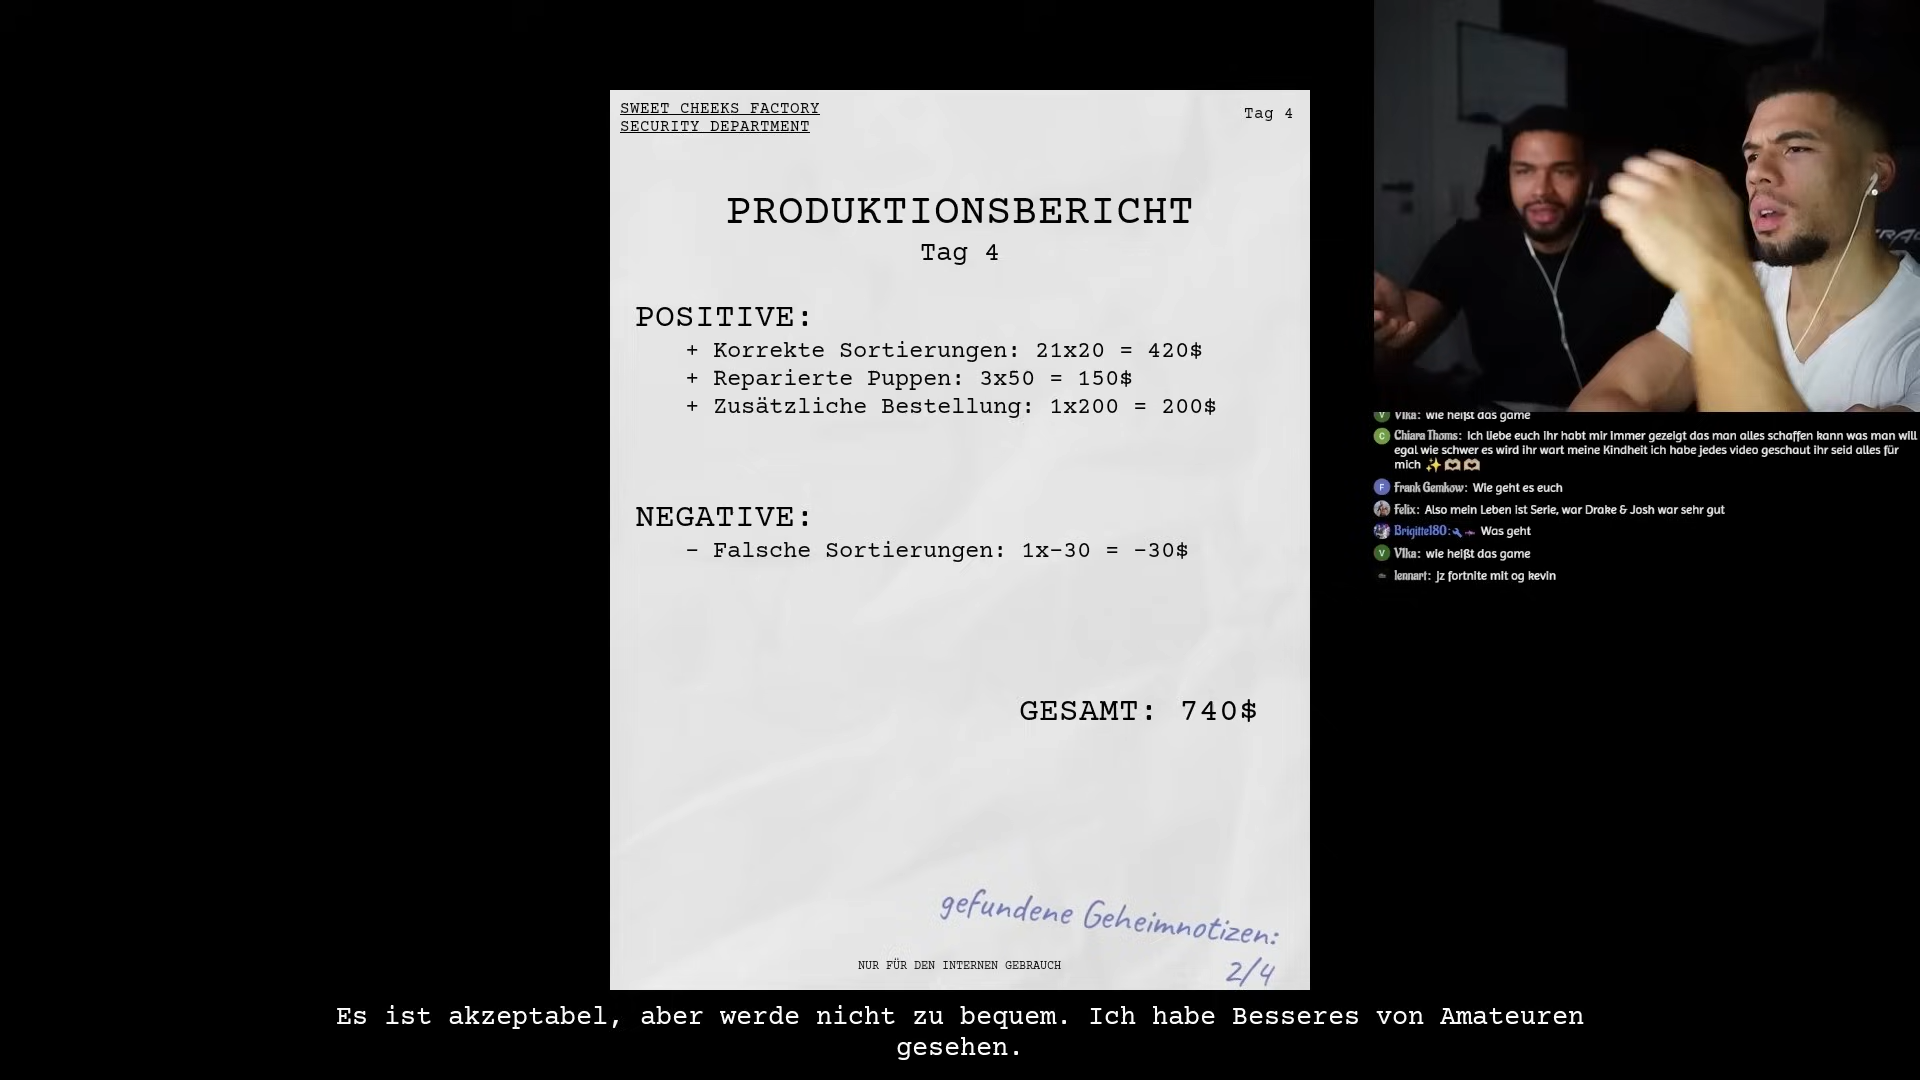 SWEET CHEEKS FACTORY
SECURITY DEPARTMENT
Tag 4
PRODUKTIONSBERICHT
Tag 4
POSITIVE:
+ Korrekte Sortierungen: 21x20 = 420$
+ Reparierte Puppen: 3x50 = 150$
+ Zusätzliche Bestellung: 1x200 = 200$
NEGATIVE:
- Falsche Sortierungen: 1x-30 = -30$
GESAMT: 740$
gefundene Geheimnotizen:
2/4
NUR FÜR DEN INTERNEN GEBRAUCH
Es ist akzeptabel, aber werde nicht zu bequem. Ich habe Besseres von Amateuren
gesehen.
V Vika: wie heißt das game
C Chiara Thoms: Ich liebe euch ihr habt mir immer gezeigt das man alles schaffen kann was man will
egal wie schwer es wird ihr wart meine Kindheit ich habe jedes video geschaut ihr seid alles für
mich ✨🫶🏼🫶🏼
F Frank Gemkow: Wie geht es euch
Felix: Also mein Leben ist Serie, war Drake & Josh war sehr gut
Brigitte180: Was geht
V Vika: wie heißt das game
lennart: jz fortnite mit og kevin